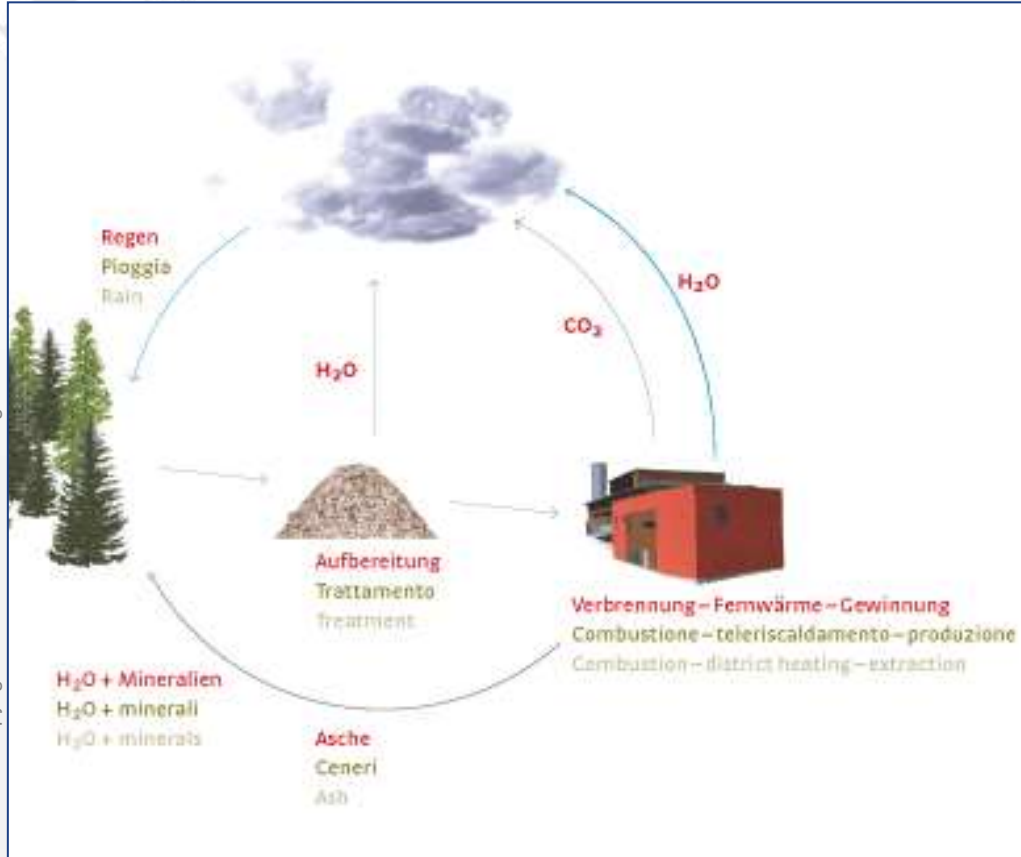 Regen
Pioggia
Rain
H₂O
CO₂
H₂O
Aufbereitung
Trattamento
Treatment
Verbrennung–Fernwärme–Gewinnung
Combustione–teleriscaldamento–produzione
Combustion–district heating–extraction
H₂O + Mineralien
H₂O + minerali
H₂O + minerals
Asche
Ceneri
Ash